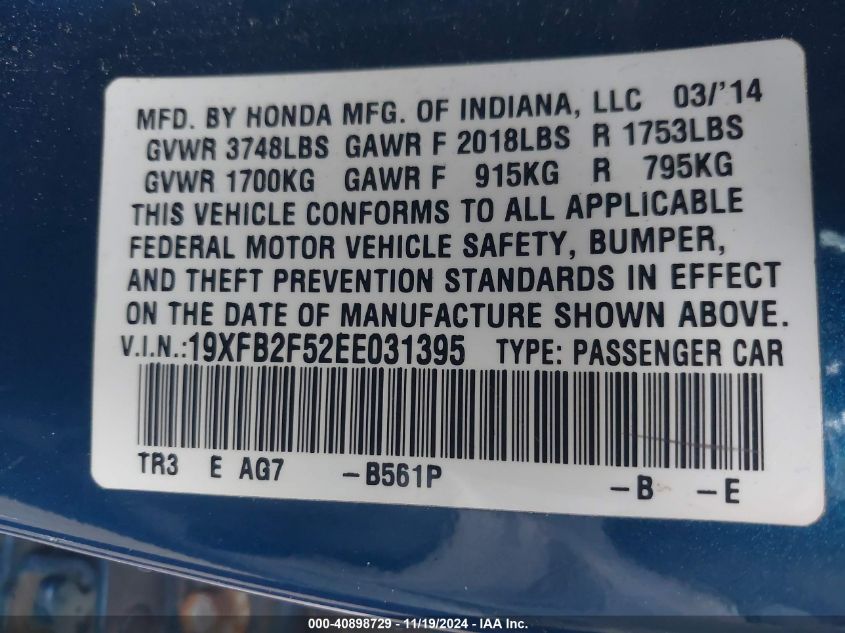 MFD. BY HONDA MFG. OF INDIANA, LLC 03/'14
GVWR 3748LBS GAWR F 2018LBS R 1753LBS
GVWR 1700KG GAWR F 915KG R 795KG
THIS VEHICLE CONFORMS TO ALL APPLICABLE
FEDERAL MOTOR VEHICLE SAFETY, BUMPER,
AND THEFT PREVENTION STANDARDS IN EFFECT
ON THE DATE OF MANUFACTURE SHOWN ABOVE.
V.I.N.:19XFB2F52EE031395 TYPE: PASSENGER CAR
TR3 E AG7 -B561P -B -E
000-40898729 - 11/19/2024 - IAA Inc.